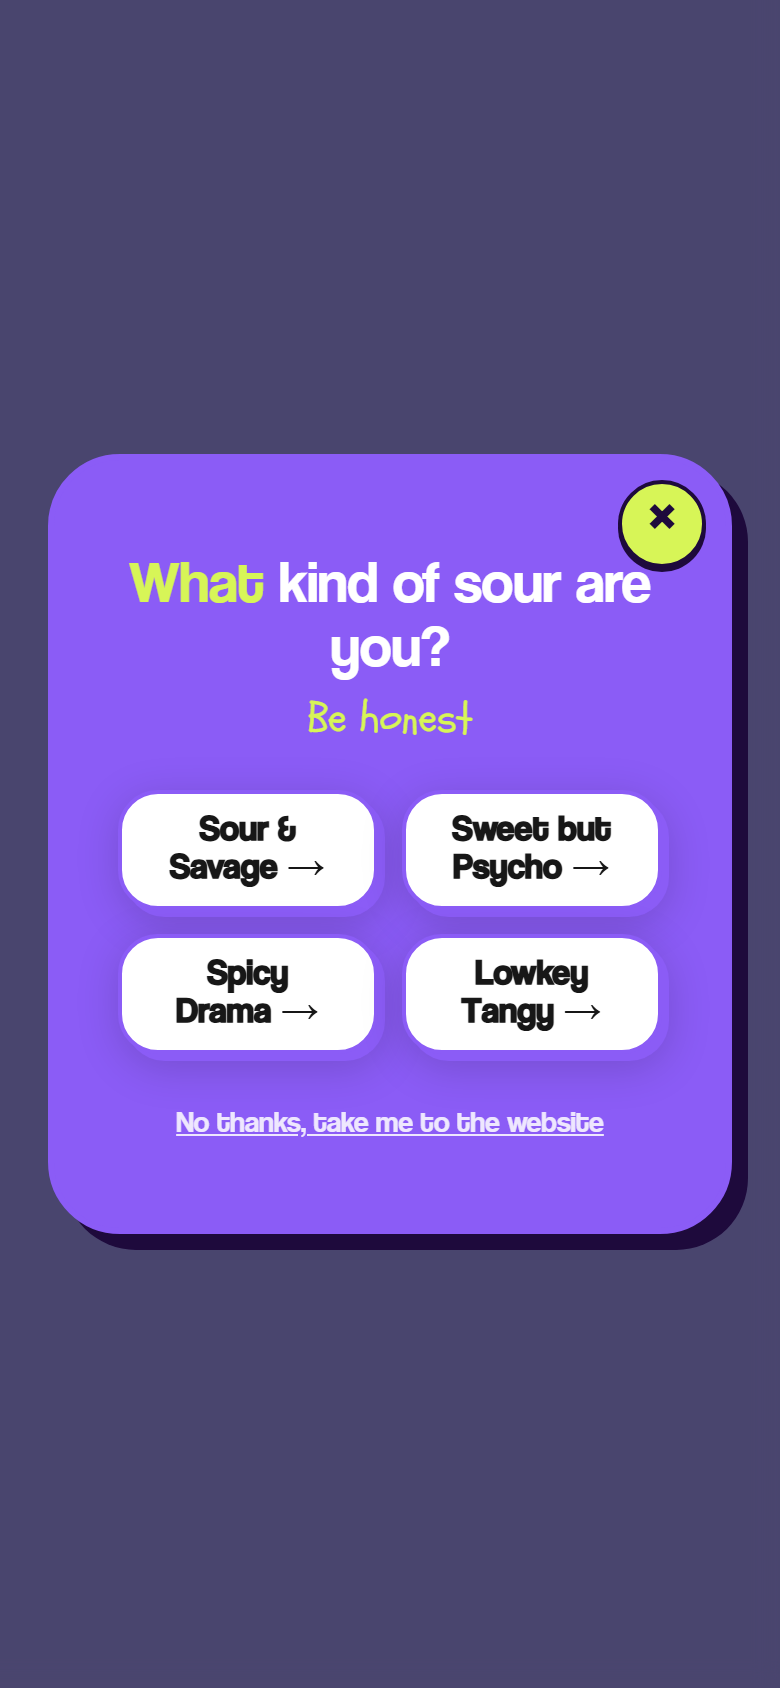 What kind of sour are
you?
Be honest
Sour &
Savage →
Sweet but
Psycho →
Spicy
Drama →
Lowkey
Tangy →
No thanks, take me to the website